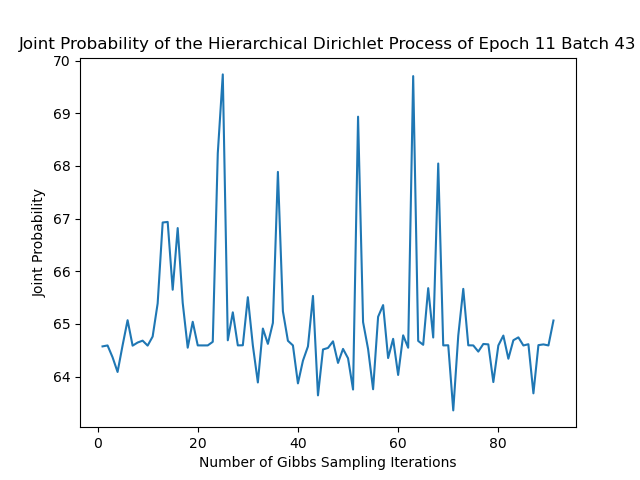 Joint Probability of the Hierarchical Dirichlet Process of Epoch 11 Batch 43
70
69
68
67
66
65
64
Joint Probability
0 20 40 60 80
Number of Gibbs Sampling Iterations